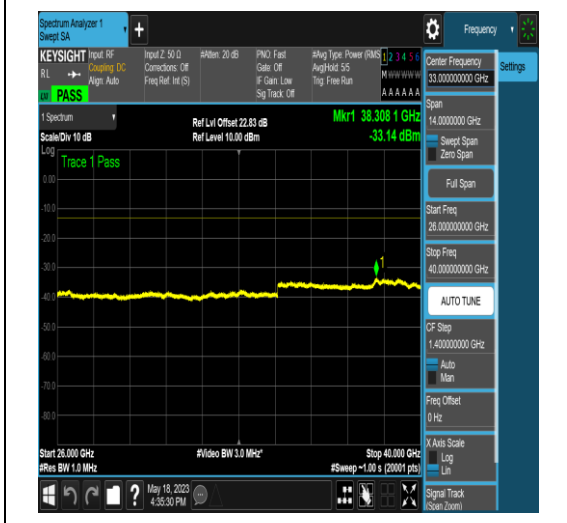 Spectrum Analyzer 1
Swept SA
+
Frequency
KEYSIGHT
RL
PASS
Input: RF
Coupling: DC
Align: Auto
Input Z: 50 Ω
Corrections: Off
Freq Ref: Int (S)
#Atten: 20 dB
PNO: Fast
Gate: Off
IF Gain: Low
Sig Track: Off
#Avg Type: Power (RMS
Avg|Hold: 5/5
Trig: Free Run
1 2 3 4 5 6
M W W W W W
A A A A A A
1 Spectrum
Scale/Div 10 dB
Ref Lvl Offset 22.83 dB
Ref Level 10.00 dBm
Mkr1 38.308 1 GHz
-33.14 dBm
Log
Trace 1 Pass
0.00
-10.0
-20.0
-30.0
-40.0
-50.0
-60.0
-70.0
-80.0
1
Start 26.000 GHz
#Res BW 1.0 MHz
#Video BW 3.0 MHz*
Stop 40.000 GHz
#Sweep ~1.00 s (20001 pts)
?
May 18, 2023
4:35:30 PM
Center Frequency
33.000000000 GHz
Settings
Span
14.0000000 GHz
Swept Span
Zero Span
Full Span
Start Freq
26.000000000 GHz
Stop Freq
40.000000000 GHz
AUTO TUNE
CF Step
1.400000000 GHz
Auto
Man
Freq Offset
0 Hz
X Axis Scale
Log
Lin
Signal Track
(Span Zoom)